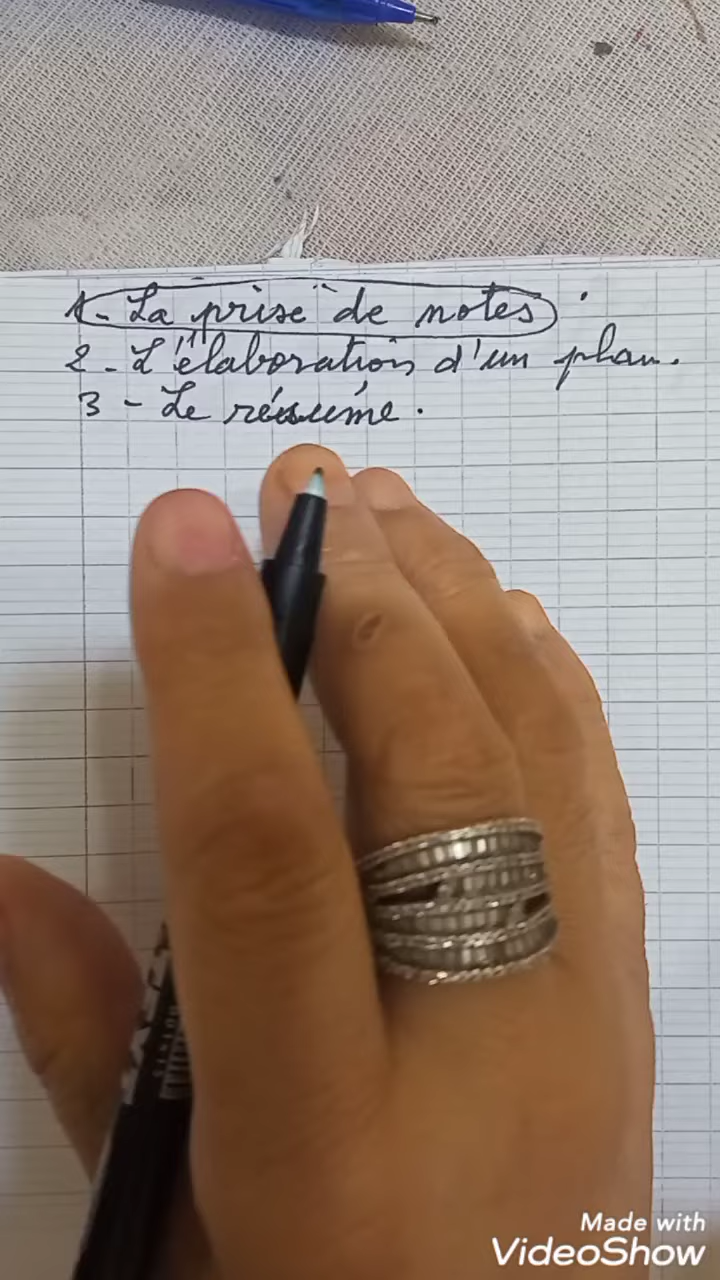 1- La prise de notes.
2- L'élaboration d'un plan.
3- Le résumé.
Made with
VideoShow